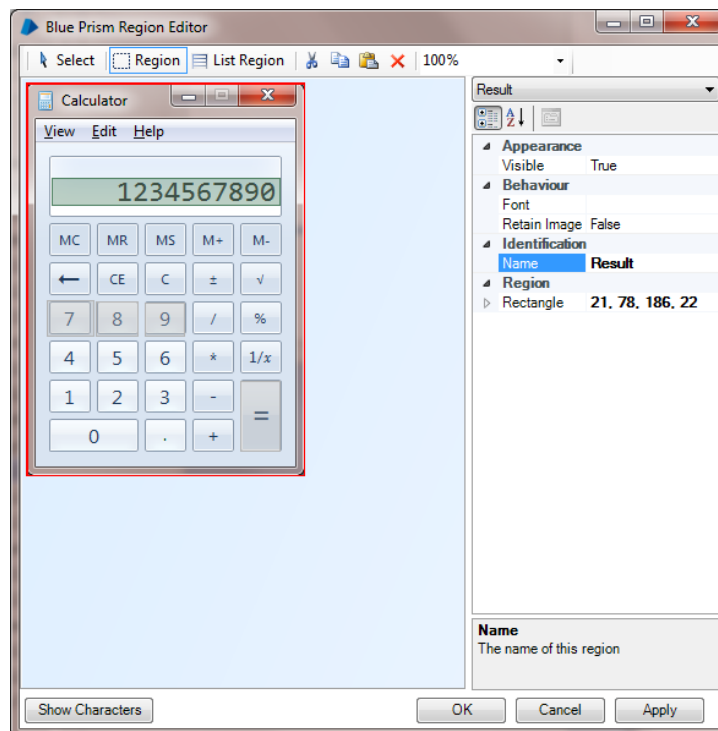 Blue Prism Region Editor
Select Region List Region 100%
Calculator
View Edit Help
1234567890
MC MR MS M+ M-
← CE C ± √
7 8 9 / %
4 5 6 * 1/x
1 2 3 - =
0 . +
Result
Appearance
Visible True
Behaviour
Font
Retain Image False
Identification
Name Result
Region
Rectangle 21, 78, 186, 22
Name
The name of this region
Show Characters OK Cancel Apply